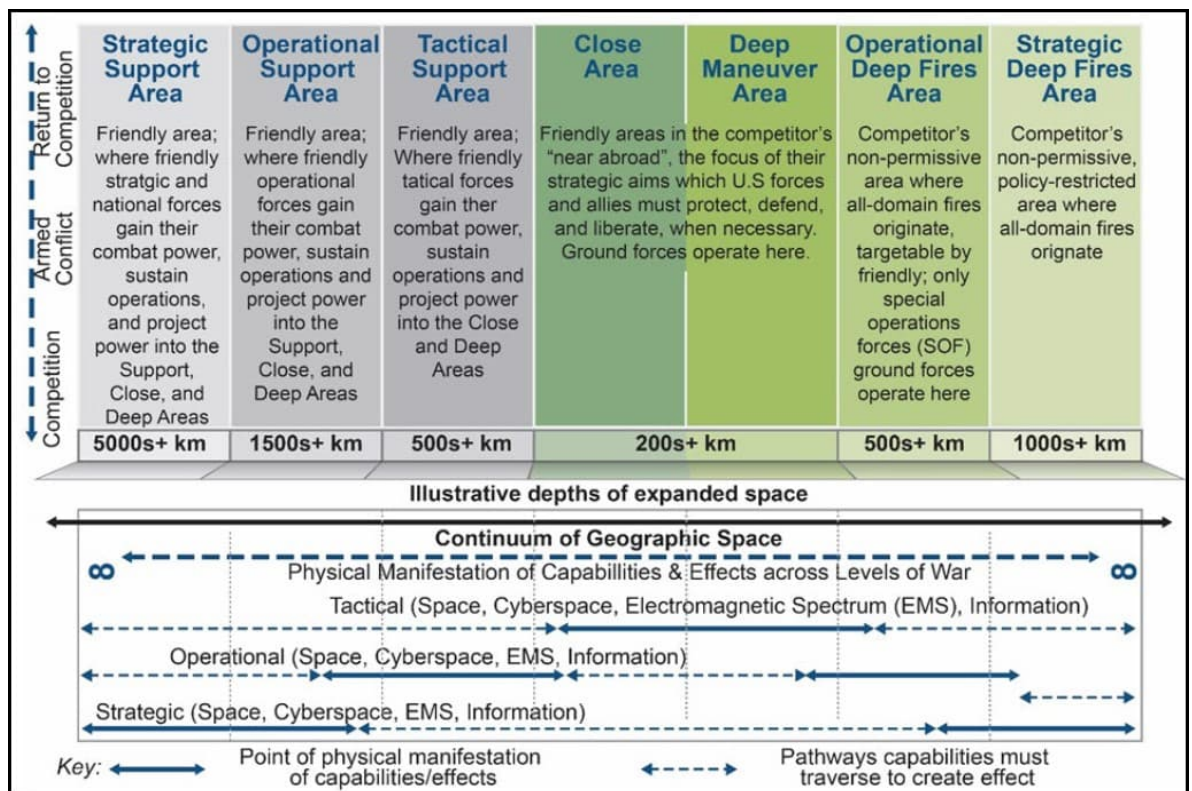 Return to
Competition
Armed
Conflict
Competition
Strategic
Support
Area
Friendly area;
where friendly
stratgic and
national forces
gain their
combat power,
sustain
operations,
and project
power into the
Support,
Close, and
Deep Areas
5000s+ km
Operational
Support
Area
Friendly area;
where friendly
operational
forces gain
their combat
power, sustain
operations and
project power
into the
Support,
Close, and
Deep Areas
1500s+ km
Tactical
Support
Area
Friendly area;
Where friendly
tatical forces
gain ther
combat power,
sustain
operations and
project power
into the Close
and Deep
Areas
500s+ km
Close
Area
Deep
Maneuver
Area
Friendly areas in the competitor's
"near abroad", the focus of their
strategic aims which U.S forces
and allies must protect, defend,
and liberate, when necessary.
Ground forces operate here.
200s+ km
Operational
Deep Fires
Area
Competitor's
non-permissive
area where
all-domain fires
originate,
targetable by
friendly; only
special
operations
forces (SOF)
ground forces
operate here
500s+ km
Strategic
Deep Fires
Area
Competitor's
non-permissive,
policy-restricted
area where
all-domain fires
orignate
1000s+ km
Illustrative depths of expanded space
Continuum of Geographic Space
∞ ∞
Physical Manifestation of Capabillities & Effects across Levels of War
Tactical (Space, Cyberspace, Electromagnetic Spectrum (EMS), Information)
Operational (Space, Cyberspace, EMS, Information)
Strategic (Space, Cyberspace, EMS, Information)
Key:
Point of physical manifestation
of capabilities/effects
Pathways capabilities must
traverse to create effect